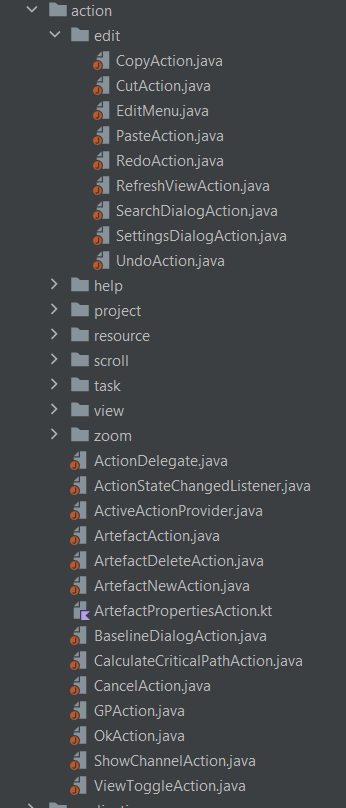 action
edit
CopyAction.java
CutAction.java
EditMenu.java
PasteAction.java
RedoAction.java
RefreshViewAction.java
SearchDialogAction.java
SettingsDialogAction.java
UndoAction.java
help
project
resource
scroll
task
view
zoom
ActionDelegate.java
ActionStateChangedListener.java
ActiveActionProvider.java
ArtefactAction.java
ArtefactDeleteAction.java
ArtefactNewAction.java
ArtefactPropertiesAction.kt
BaselineDialogAction.java
CalculateCriticalPathAction.java
CancelAction.java
GPAction.java
OkAction.java
ShowChannelAction.java
ViewToggleAction.java